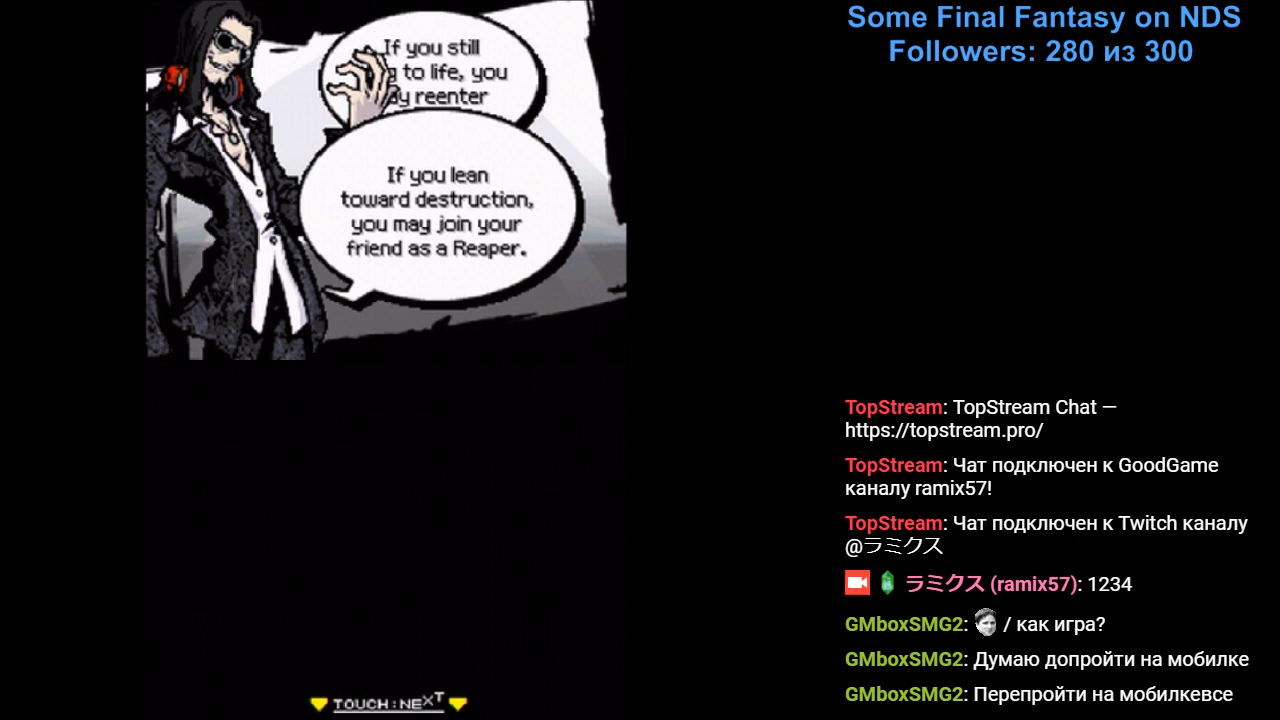 Some Final Fantasy on NDS
Followers: 280 из 300
If you still
to life, you
reenter
If you lean
toward destruction,
you may join your
friend as a Reaper.
TopStream: TopStream Chat —
https://topstream.pro/
TopStream: Чат подключен к GoodGame
каналу ramix57!
TopStream: Чат подключен к Twitch каналу
@ラミクス
ラミクス (ramix57): 1234
GMboxSMG2: / как игра?
GMboxSMG2: Думаю допройти на мобилке
GMboxSMG2: Перепройти на мобилкевсе
TOUCH:NEXT